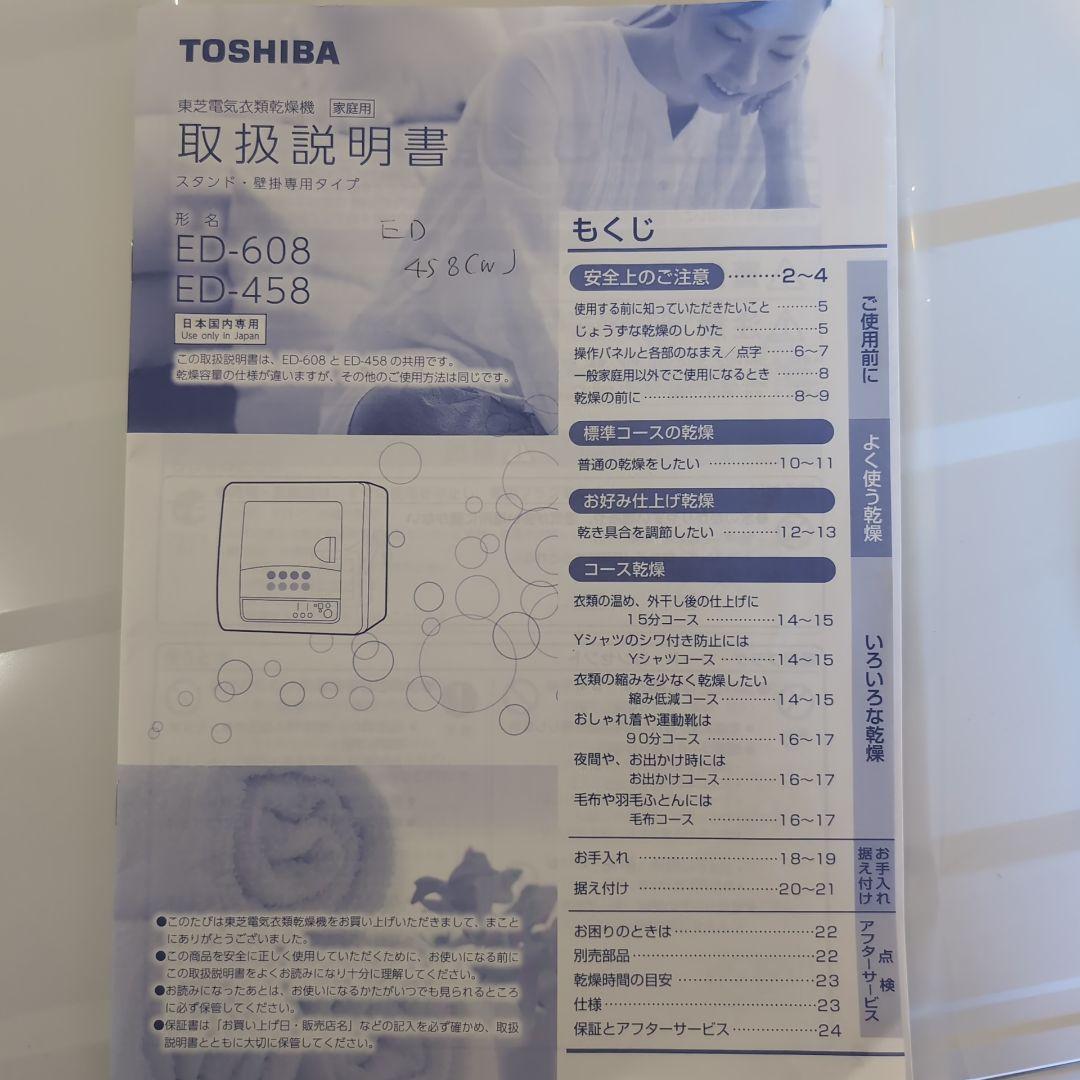 TOSHIBA
東芝電気衣類乾燥機 家庭用
取扱説明書
スタンド・壁掛専用タイプ
形名
ED-608
ED-458
ED
458(W)
日本国内専用
Use only in Japan
この取扱説明書は、ED-608 と ED-458 の共用です。
乾燥容量の仕様が違いますが、その他のご使用方法は同じです。
もくじ
安全上のご注意 ………2〜4
使用する前に知っていただきたいこと ………5
じょうずな乾燥のしかた ……………5
操作パネルと各部のなまえ/点字 ……6〜7
一般家庭用以外でご使用になるとき ………8
乾燥の前に ……………………8〜9
ご使用前に
標準コースの乾燥
普通の乾燥をしたい ……………10〜11
お好み仕上げ乾燥
乾き具合を調節したい …………12〜13
よく使う乾燥
コース乾燥
衣類の温め、外干し後の仕上げに
15分コース ……………14〜15
Yシャツのシワ付き防止には
Yシャツコース …………14〜15
衣類の縮みを少なく乾燥したい
縮み低減コース…………14〜15
おしゃれ着や運動靴は
90分コース ……………16〜17
夜間や、お出かけ時には
お出かけコース…………16〜17
毛布や羽毛ふとんには
毛布コース ……………16〜17
いろいろな乾燥
お手入れ ……………………18〜19
据え付け ……………………20〜21
お手入れ
据え付け
お困りのときは……………………22
別売部品……………………………22
乾燥時間の目安 ……………………23
仕様…………………………………23
保証とアフターサービス………………24
点検
アフターサービス
●このたびは東芝電気衣類乾燥機をお買い上げいただきまして、まこと
にありがとうございました。
●この商品を安全に正しく使用していただくために、お使いになる前に
この取扱説明書をよくお読みになり十分に理解してください。
●お読みになったあとは、お使いになるかたがいつでも見られるところ
に必ず保管してください。
●保証書は「お買い上げ日・販売店名」などの記入を必ず確かめ、取扱
説明書とともに大切に保管してください。